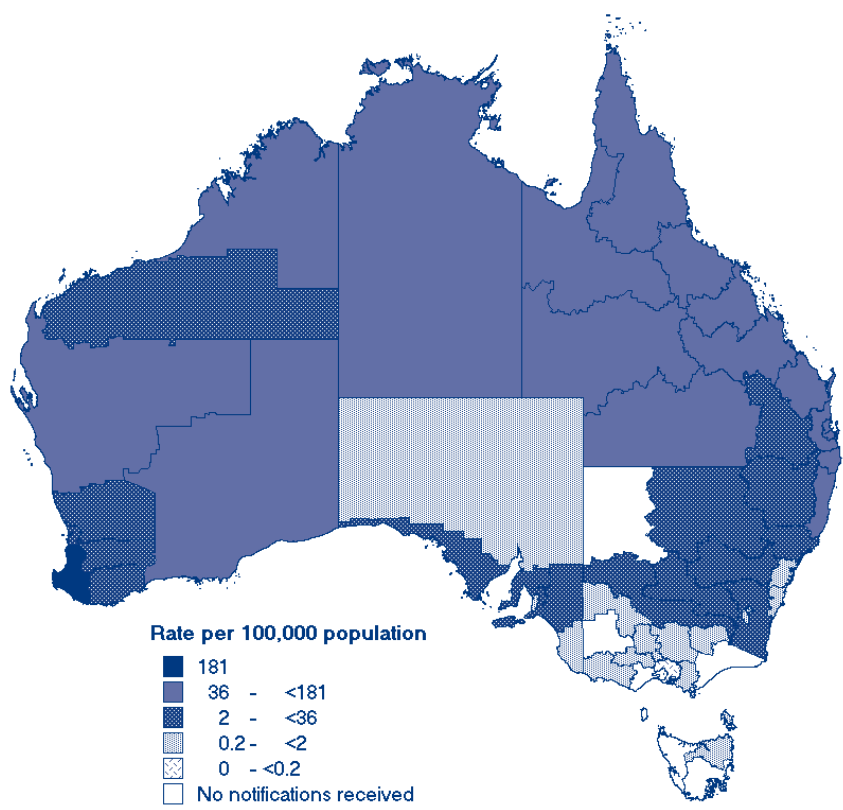 Rate per 100,000 population
181
36 - <181
2 - <36
0.2 - <2
0 - <0.2
No notifications received